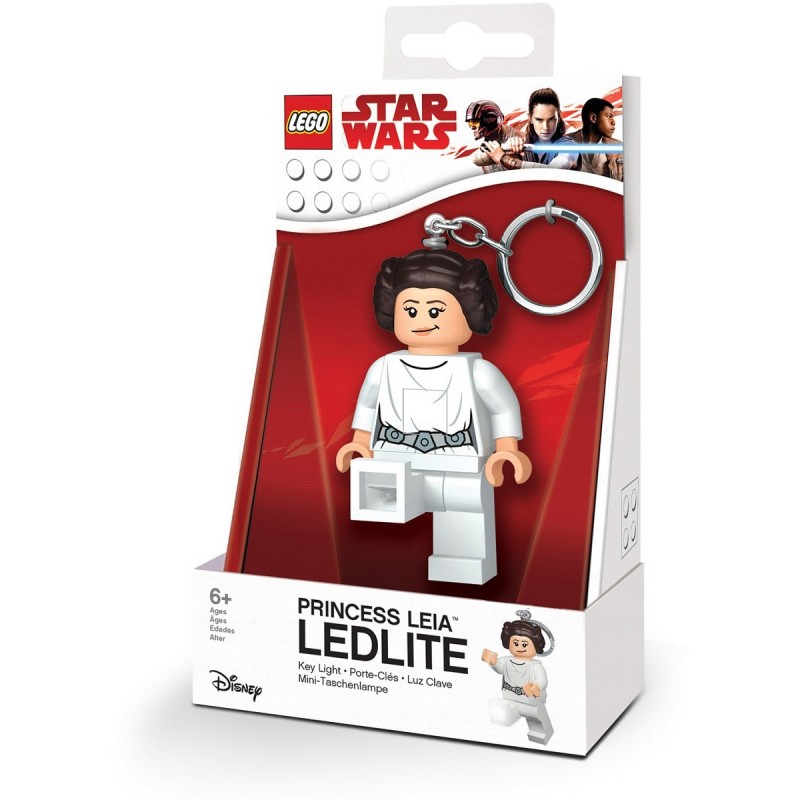 LEGO
STAR
WARS
6+
Ages
Âges
Edades
Alter
PRINCESS LEIA™
LEDLITE
Key Light • Porte-Clés • Luz Clave
Mini-Taschenlampe
Disney